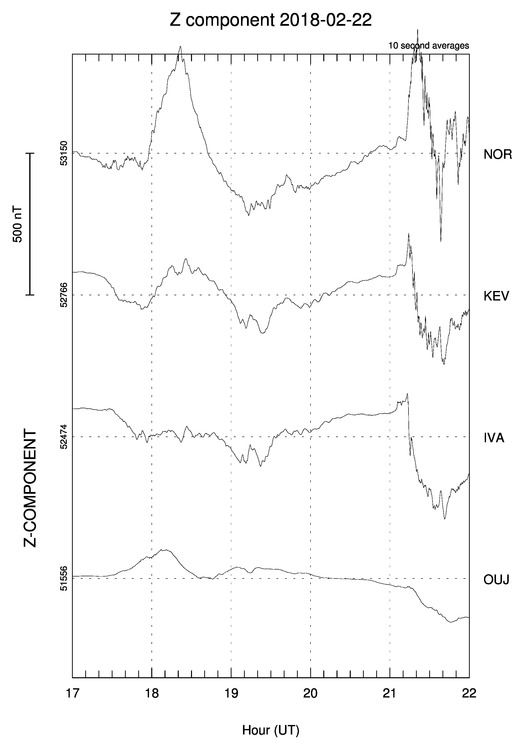 Z component 2018-02-22
10 second averages
53150
NOR
500 nT
52766
KEV
52474
IVA
Z-COMPONENT
51556
OUJ
17 18 19 20 21 22
Hour (UT)